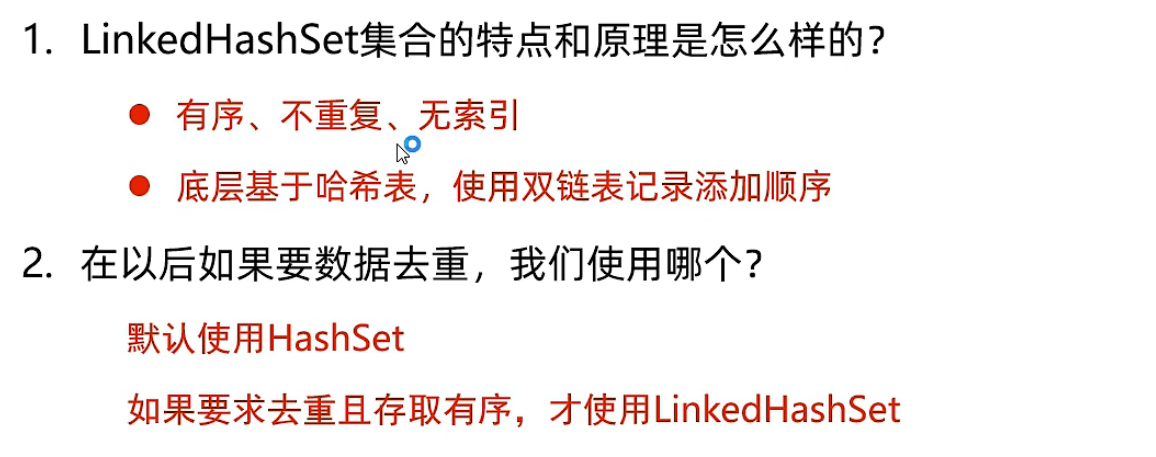 1. LinkedHashSet集合的特点和原理是怎么样的？
● 有序、不重复、无索引
● 底层基于哈希表，使用双链表记录添加顺序
2. 在以后如果要数据去重，我们使用哪个？
默认使用HashSet
如果要求去重且存取有序，才使用LinkedHashSet